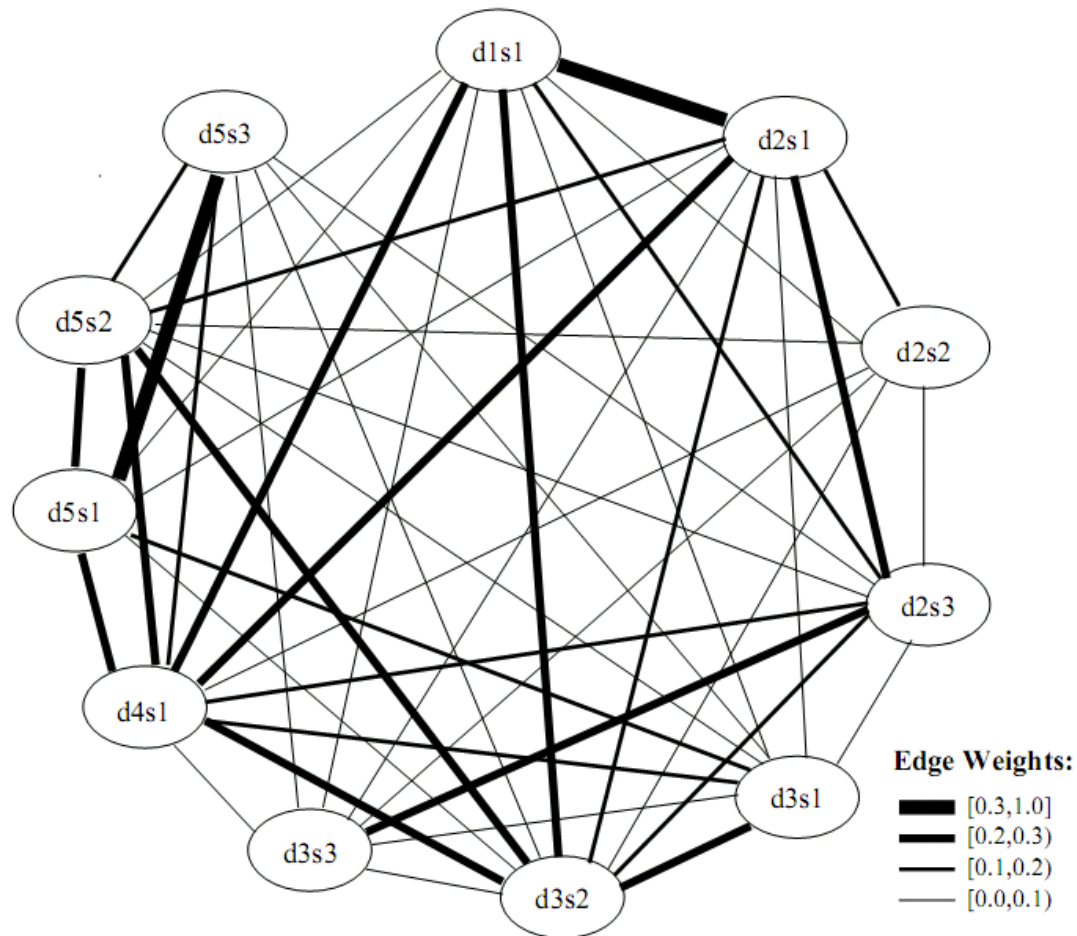 d1s1
d5s3
d2s1
d5s2
d2s2
d5s1
d2s3
d4s1
d3s1
d3s3
d3s2
Edge Weights:
[0.3,1.0]
[0.2,0.3)
[0.1,0.2)
[0.0,0.1)